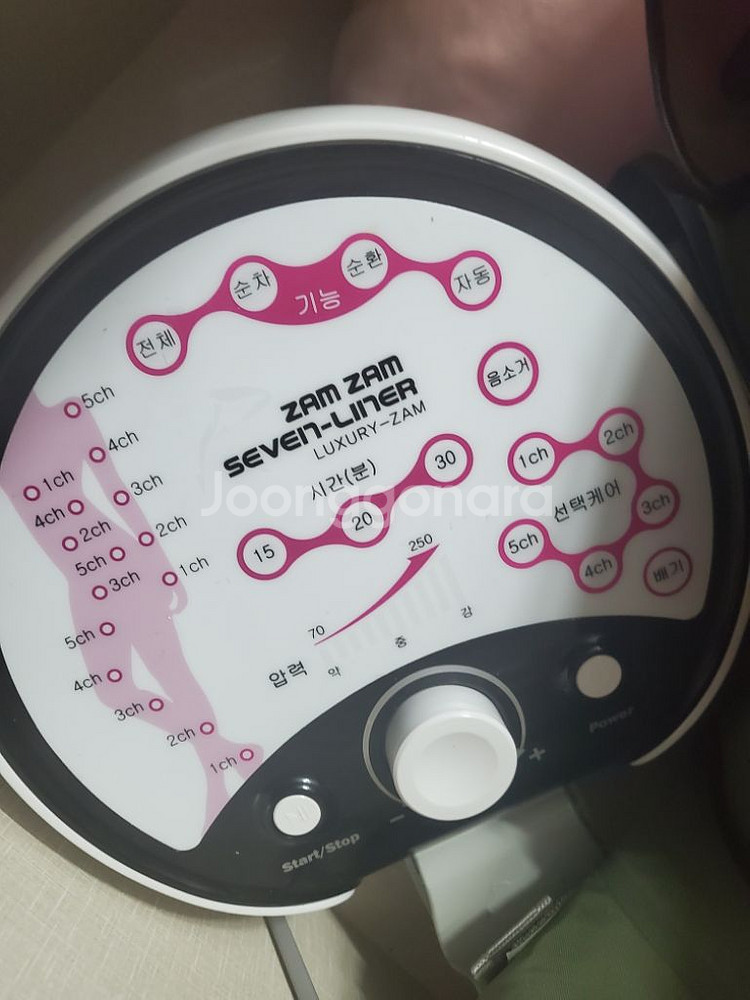 전체
순차
기능
순환
자동
음소거
ZAM ZAM
SEVEN-LINER
LUXURY-ZAM
시간(분)
15
20
30
1ch
2ch
3ch
4ch
5ch
선택케어
배기
압력
70
250
약
중
강
5ch
4ch
3ch
2ch
1ch
1ch
4ch
2ch
5ch
3ch
5ch
4ch
3ch
2ch
1ch
Start/Stop
-
+
Power
Joonggonara